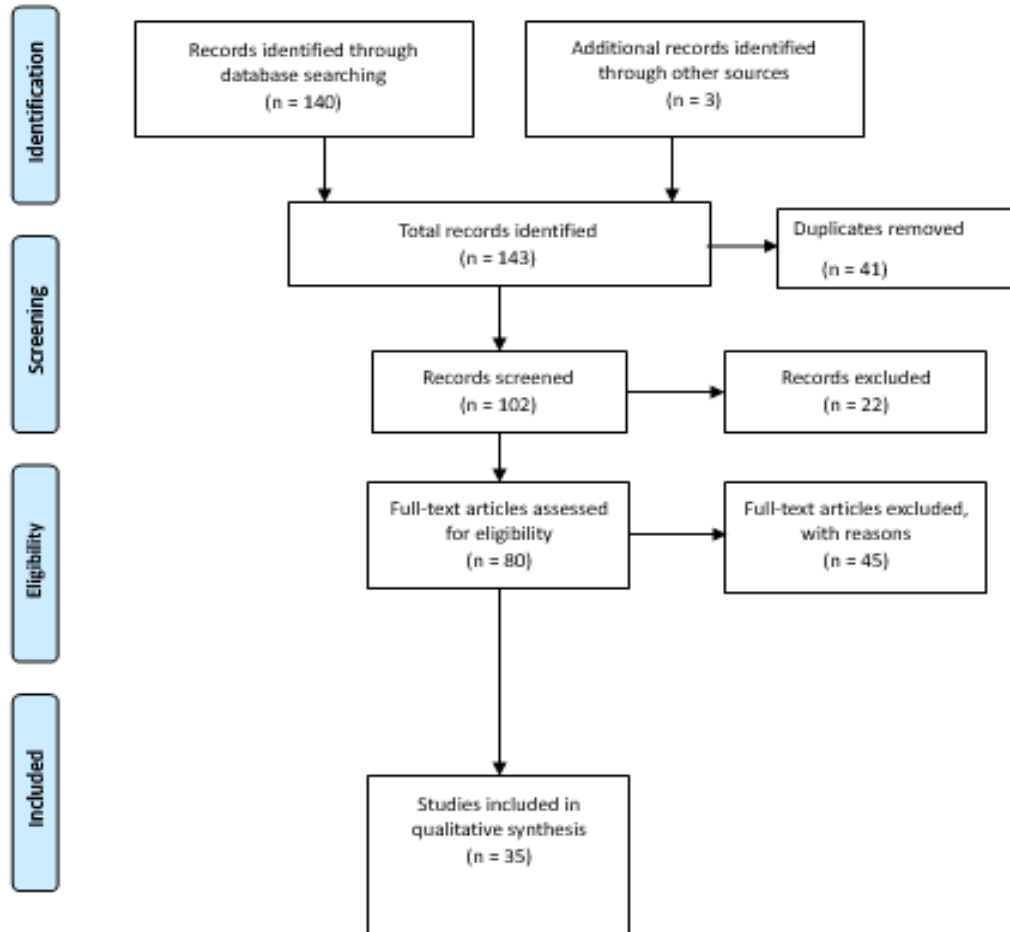 Identification
Records identified through
database searching
(n = 140)
Additional records identified
through other sources
(n = 3)
Total records identified
(n = 143)
Duplicates removed
(n = 41)
Screening
Records screened
(n = 102)
Records excluded
(n = 22)
Eligibility
Full-text articles assessed
for eligibility
(n = 80)
Full-text articles excluded,
with reasons
(n = 45)
Included
Studies included in
qualitative synthesis
(n = 35)